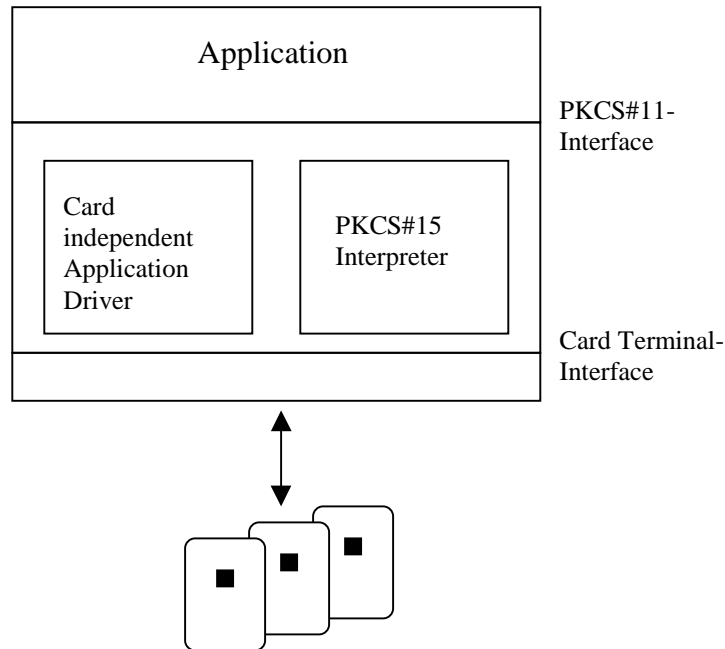 Application
PKCS#11-
Interface
Card
independent
Application
Driver
PKCS#15
Interpreter
Card Terminal-
Interface